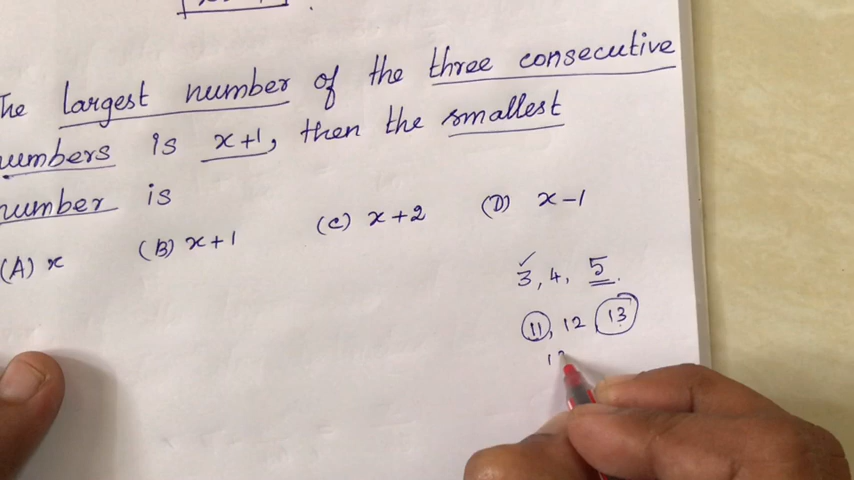 The largest number of the three consecutive
numbers is x+1, then the smallest
number is
(A) x (B) x+1 (C) x+2 (D) x-1
3, 4, 5.
11, 12, 13